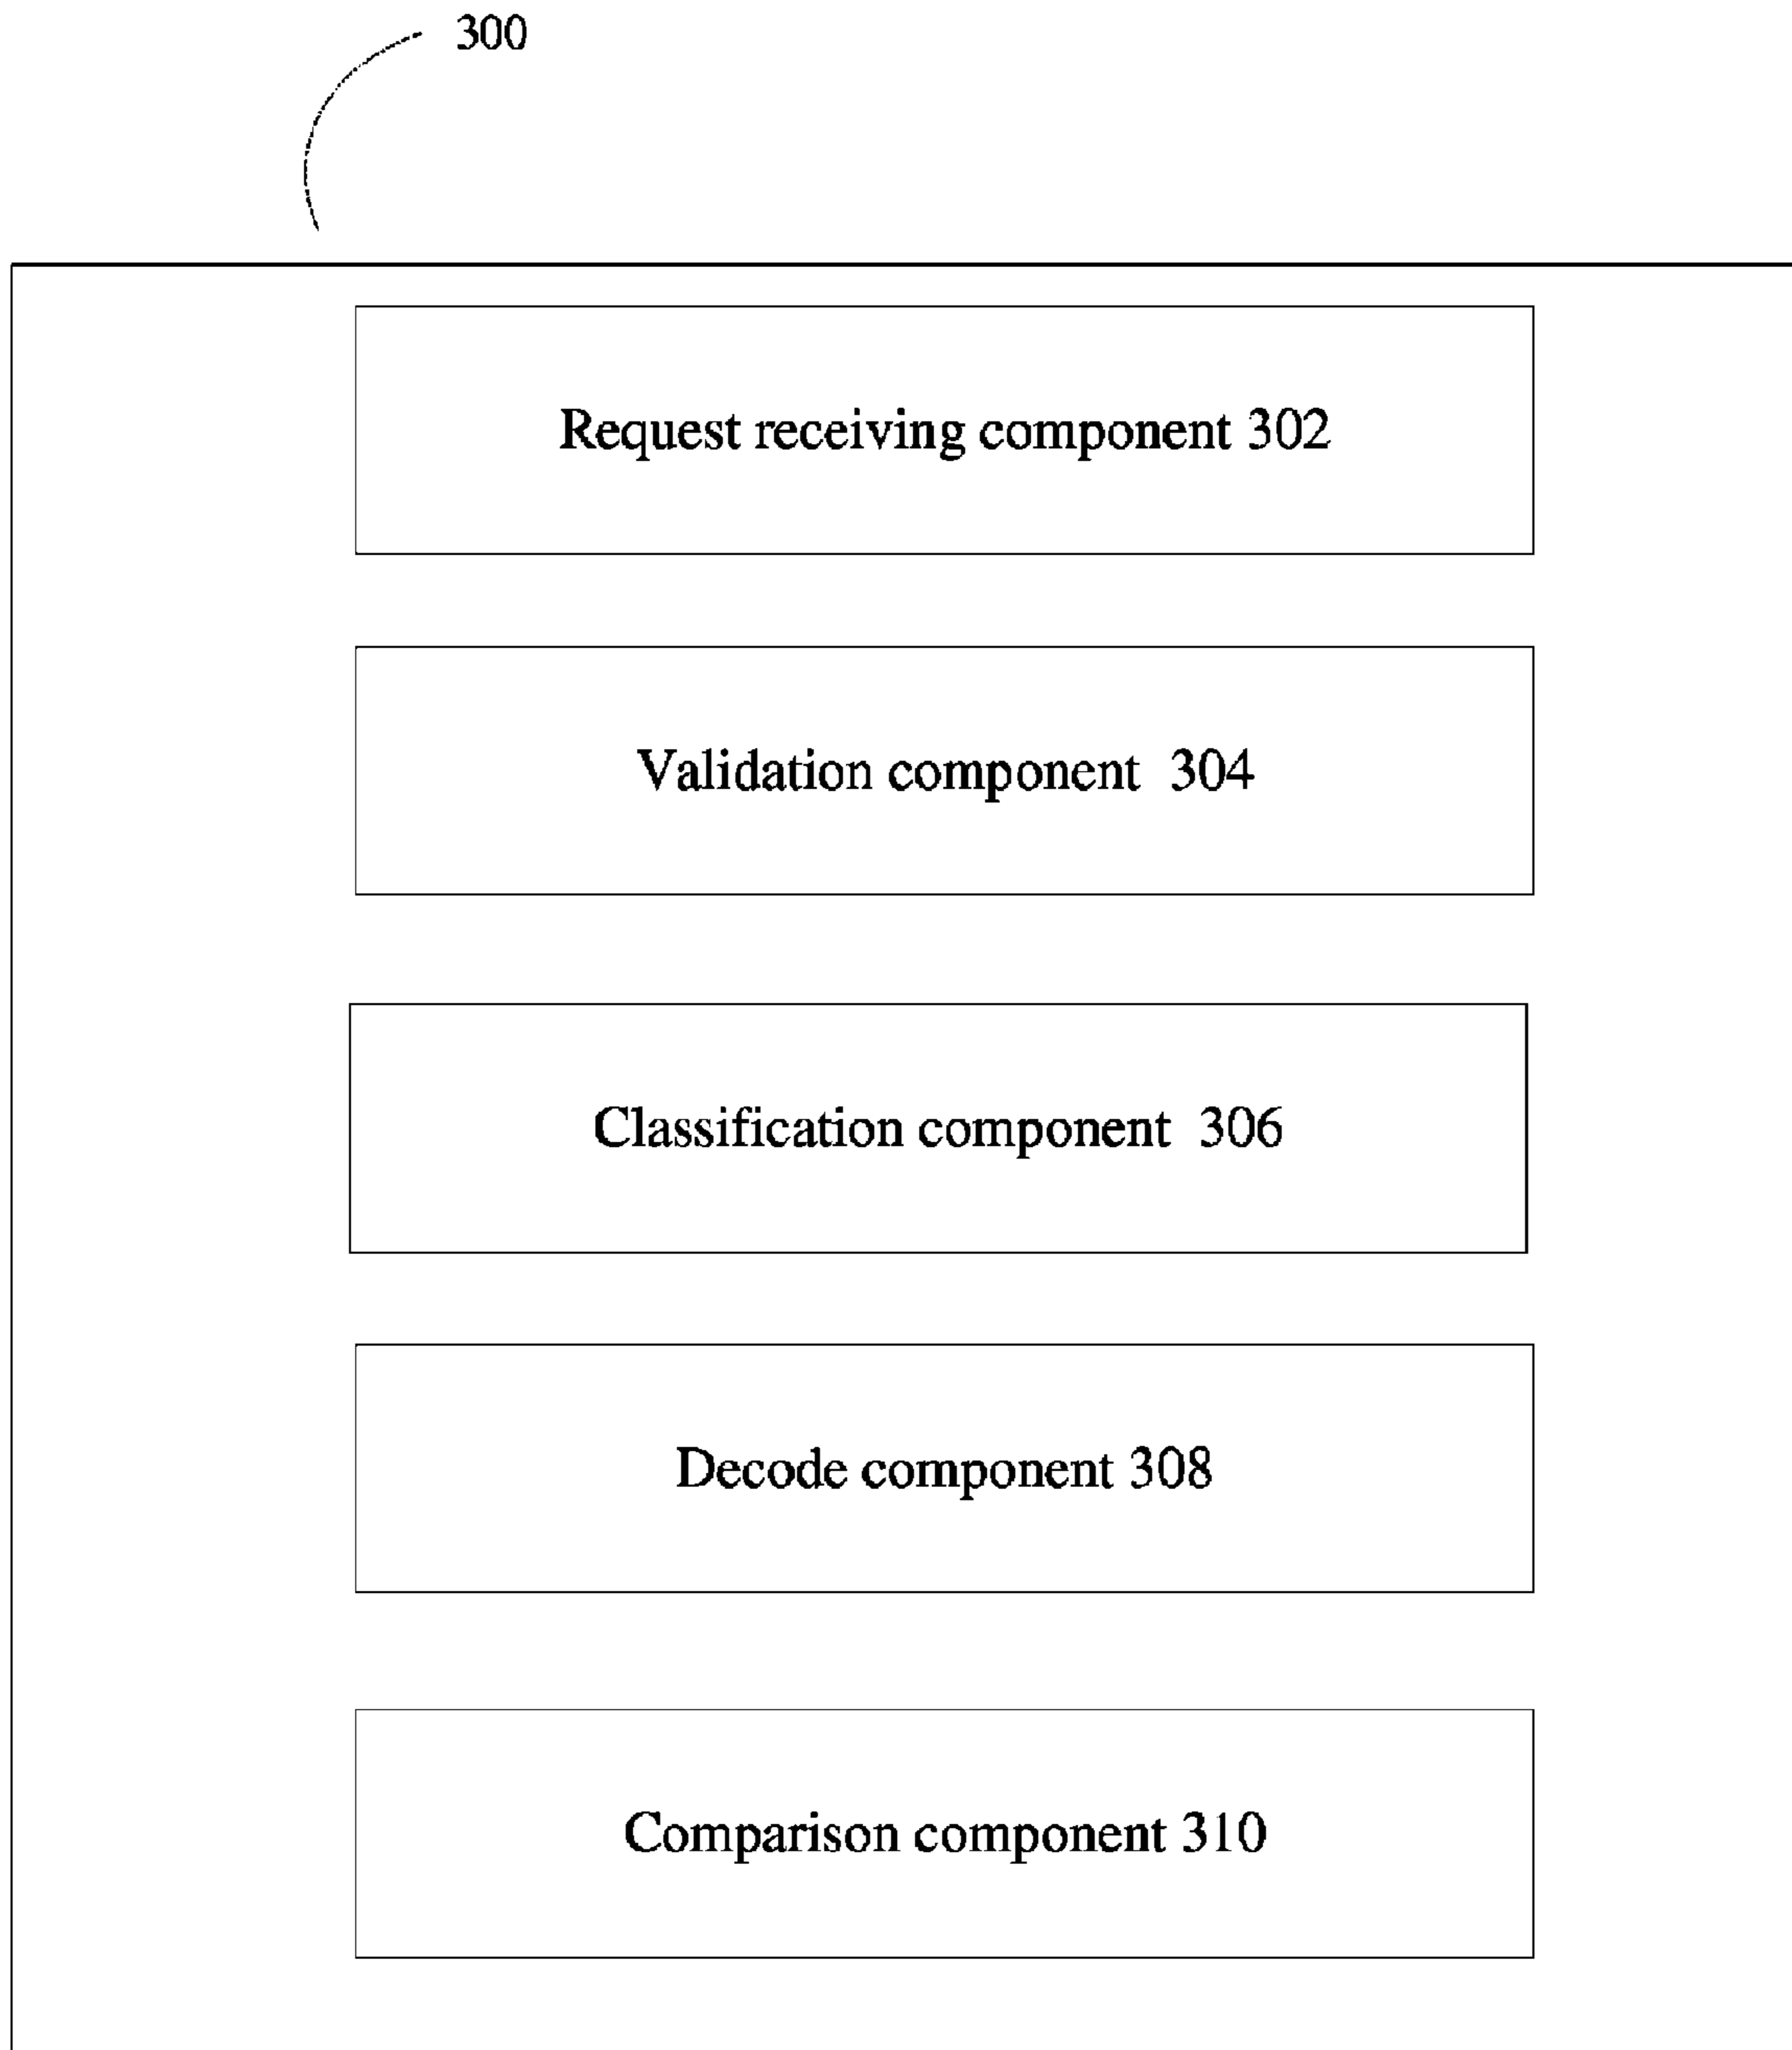 300
Request receiving component 302
Validation component 304
Classification component 306
Decode component 308
Comparison component 310